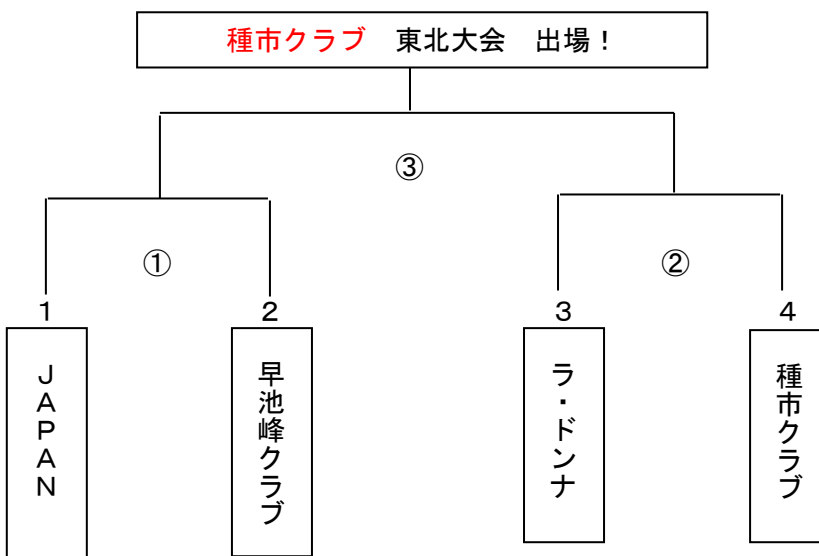 種市クラブ　東北大会　出場！
③
①
②
１
２
３
４
ＪＡＰＡＮ
早池峰クラブ
ラ・ドンナ
種市クラブ